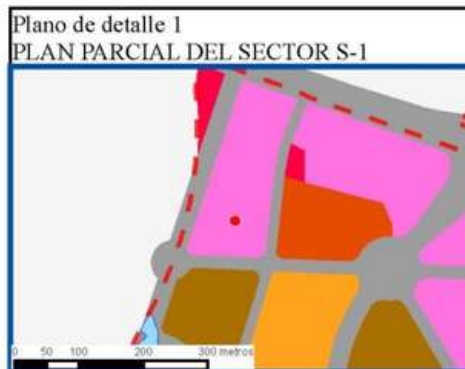 Plano de detalle 1
PLAN PARCIAL DEL SECTOR S-1
0 50 100 200 300 metros